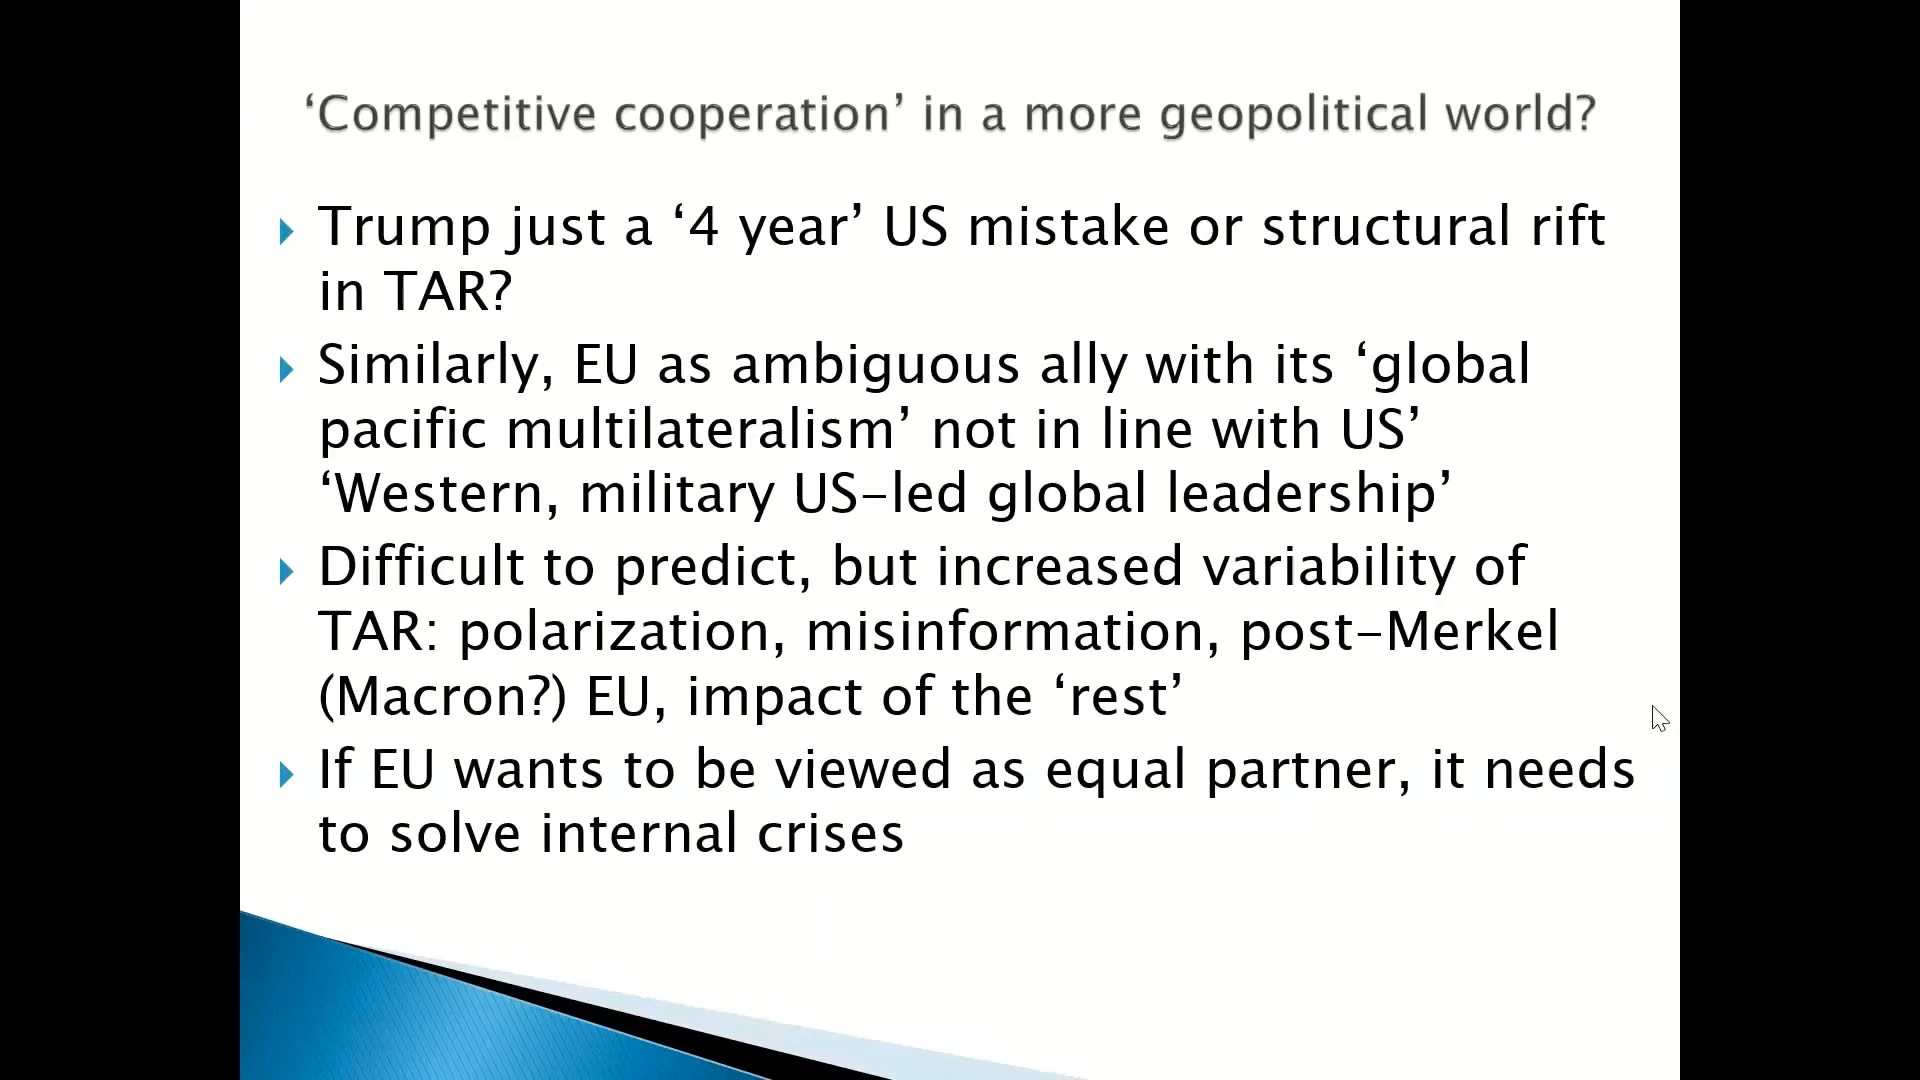 ‘Competitive cooperation’ in a more geopolitical world?
Trump just a ‘4 year’ US mistake or structural rift
in TAR?
Similarly, EU as ambiguous ally with its ‘global
pacific multilateralism’ not in line with US’
‘Western, military US-led global leadership’
Difficult to predict, but increased variability of
TAR: polarization, misinformation, post-Merkel
(Macron?) EU, impact of the ‘rest’
If EU wants to be viewed as equal partner, it needs
to solve internal crises